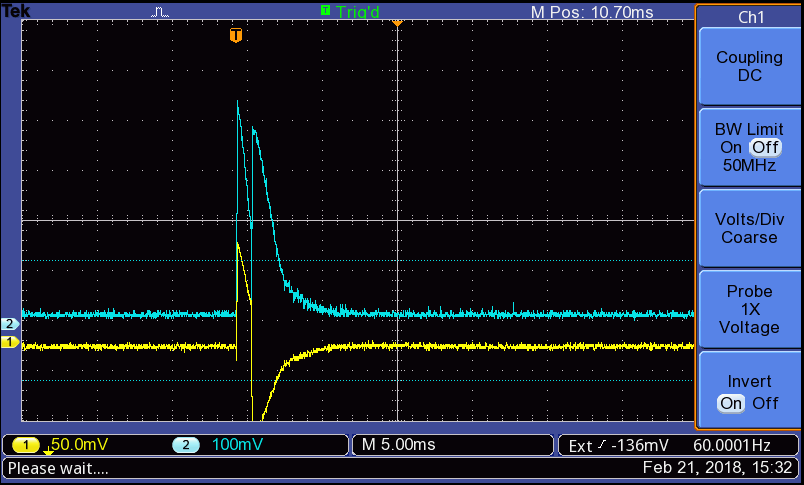 Tek
T Trig'd
M Pos: 10.70ms
T
2
1
Ch1
Coupling
DC
BW Limit
On Off
50MHz
Volts/Div
Coarse
Probe
1X
Voltage
Invert
On Off
1 50.0mV
2 100mV
M 5.00ms
Ext -136mV
60.0001Hz
Please wait....
Feb 21, 2018, 15:32